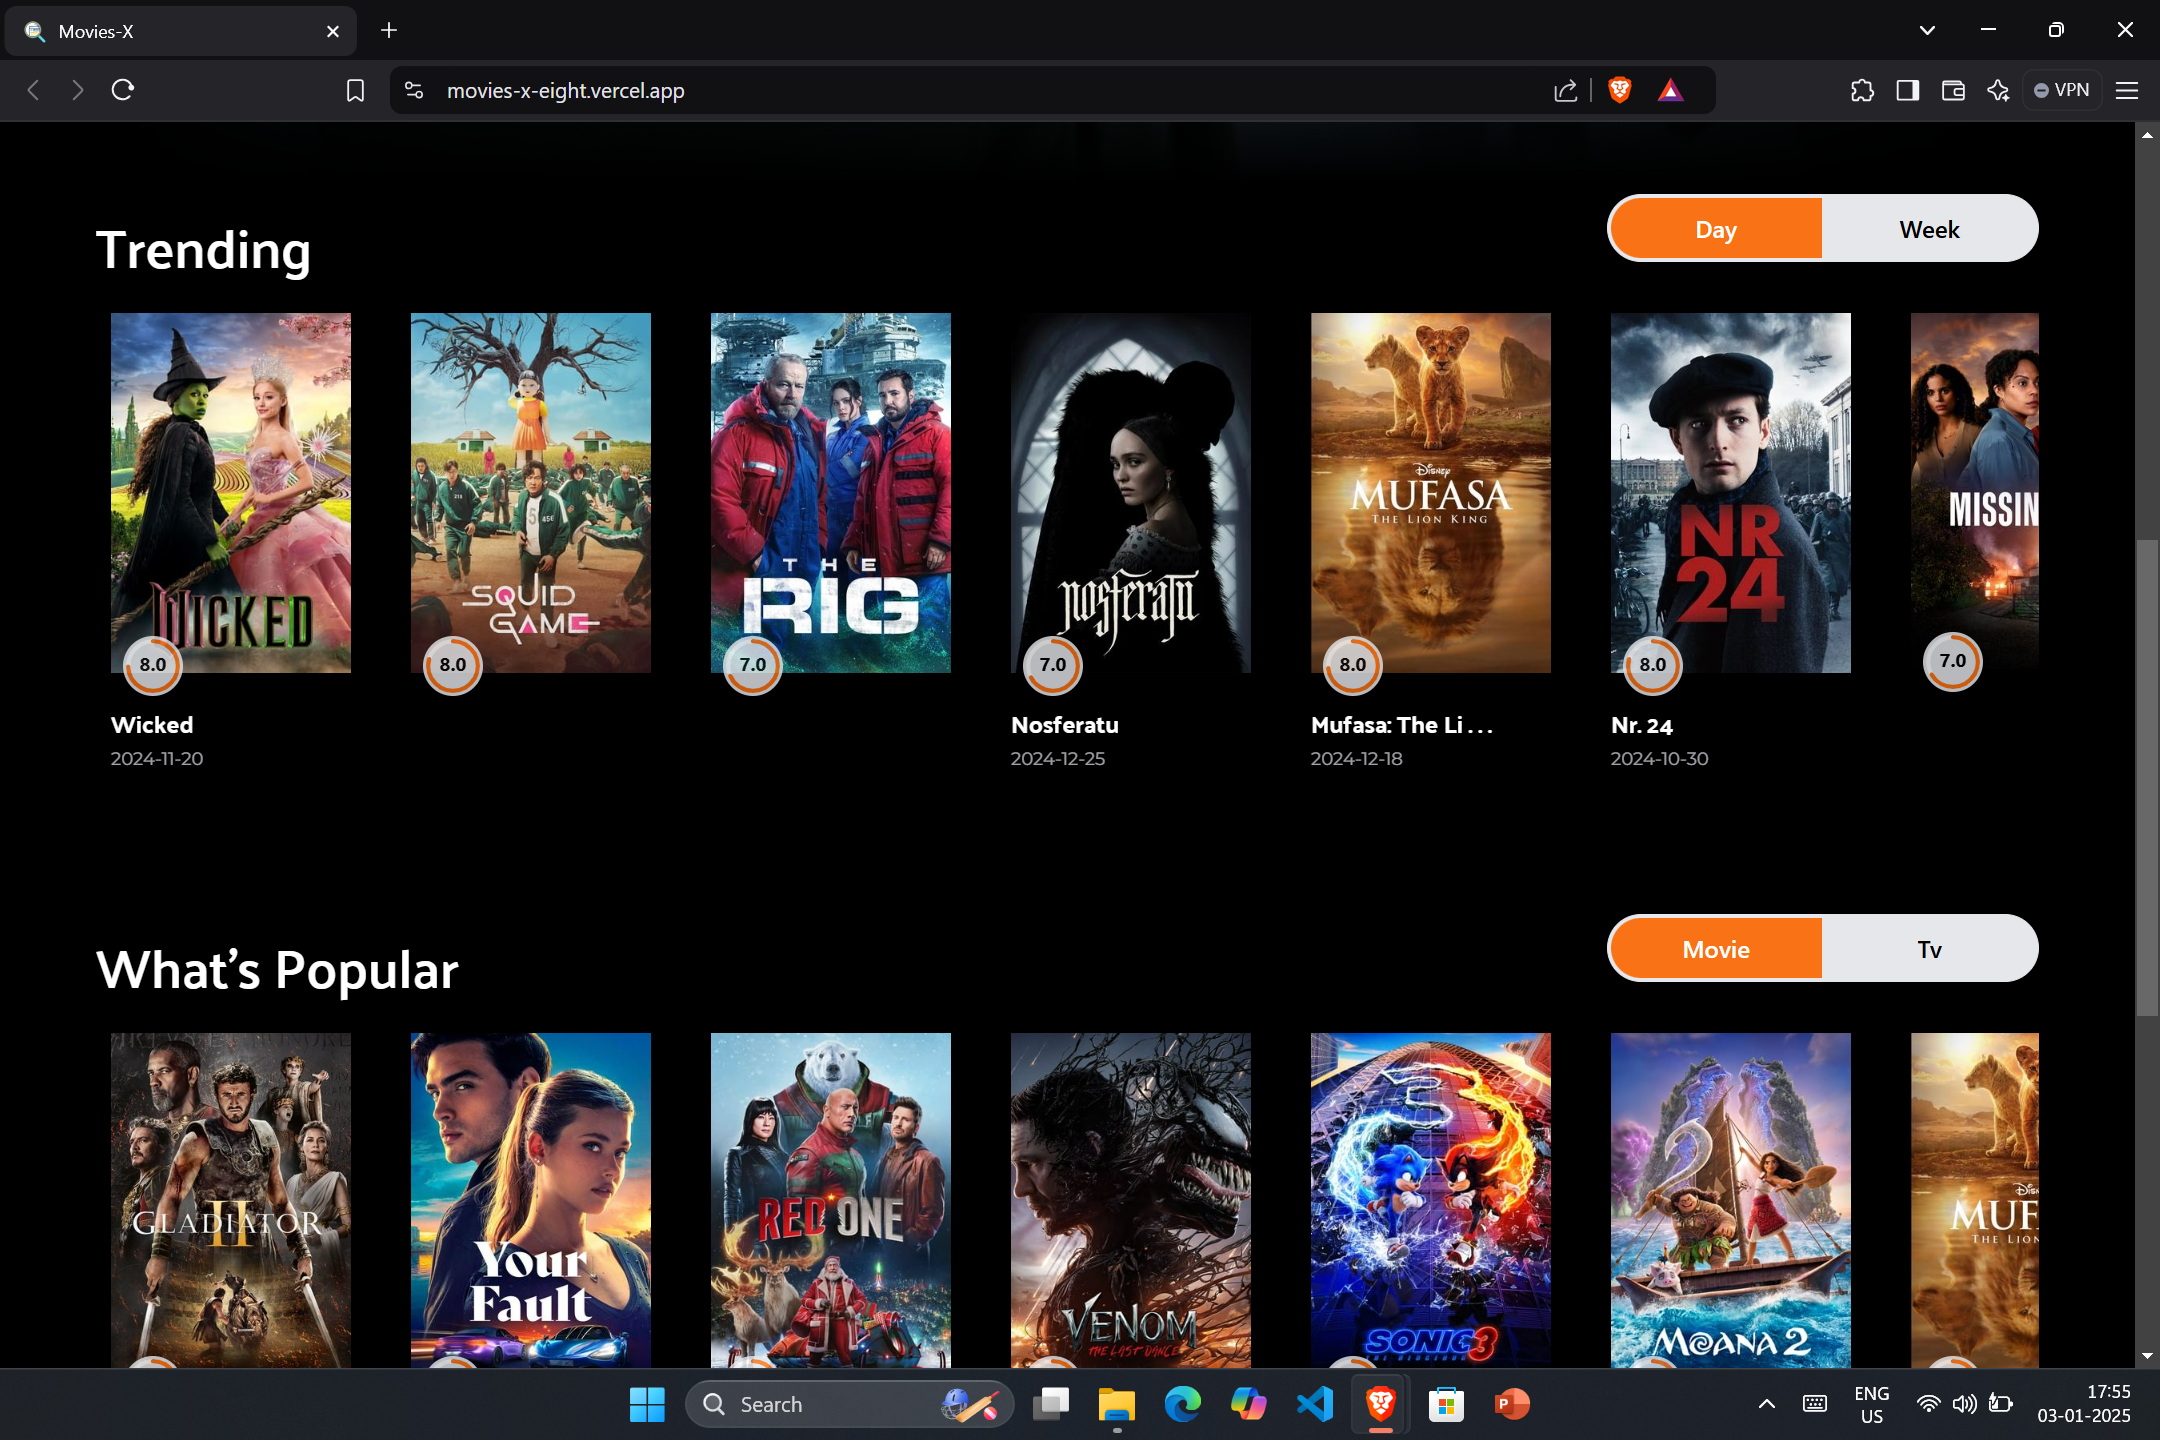 Movies-X
movies-x-eight.vercel.app
VPN
Trending
Day
Week
WICKED
SQUID
GAME
THE
RIG
nosferatu
DISNEY
MUFASA
THE LION KING
NR
24
MISSIN
8.0
8.0
7.0
7.0
8.0
8.0
7.0
Wicked
2024-11-20
Nosferatu
2024-12-25
Mufasa: The Li . . .
2024-12-18
Nr. 24
2024-10-30
What's Popular
Movie
Tv
GLADIATOR
II
Your
Fault
RED ONE
VENOM
THE LAST DANCE
SONIC 3
MOANA 2
MUF
THE LION
Search
ENG
US
17:55
03-01-2025